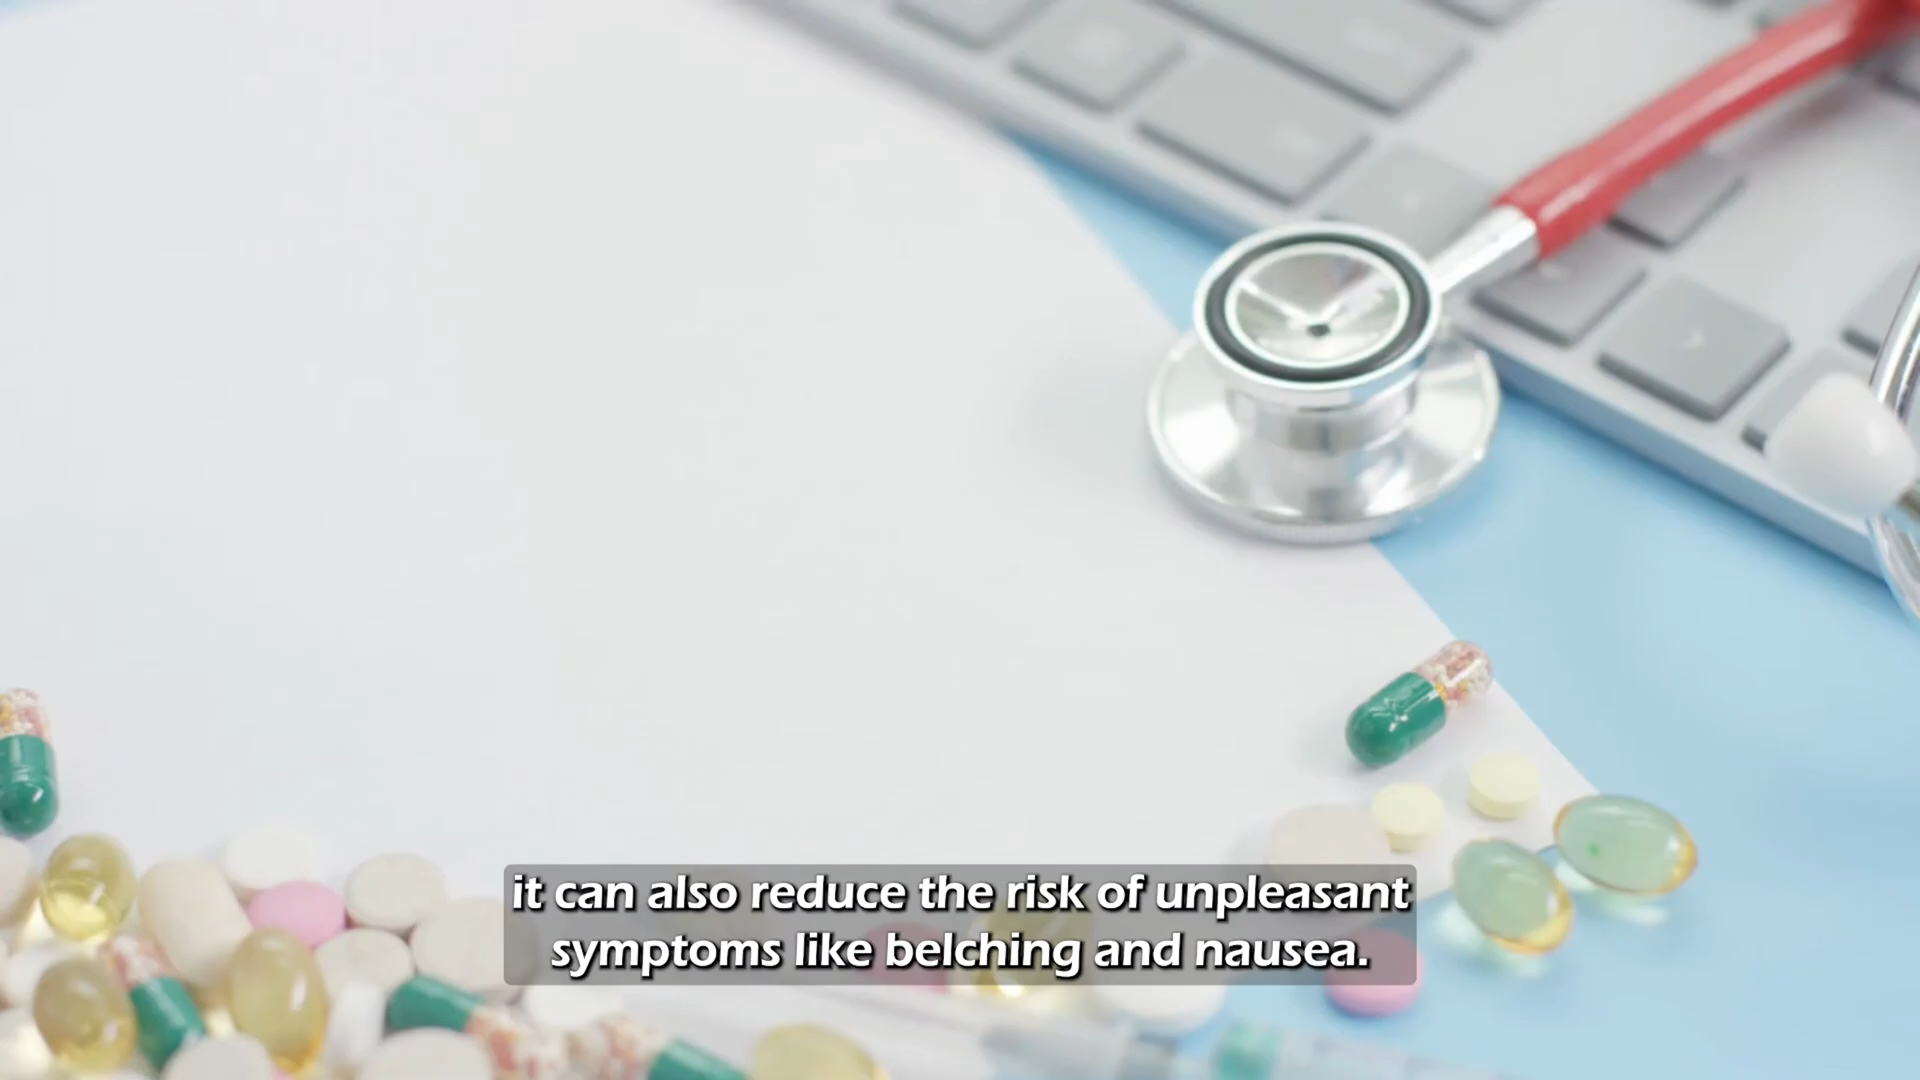 it can also reduce the risk of unpleasant
symptoms like belching and nausea.